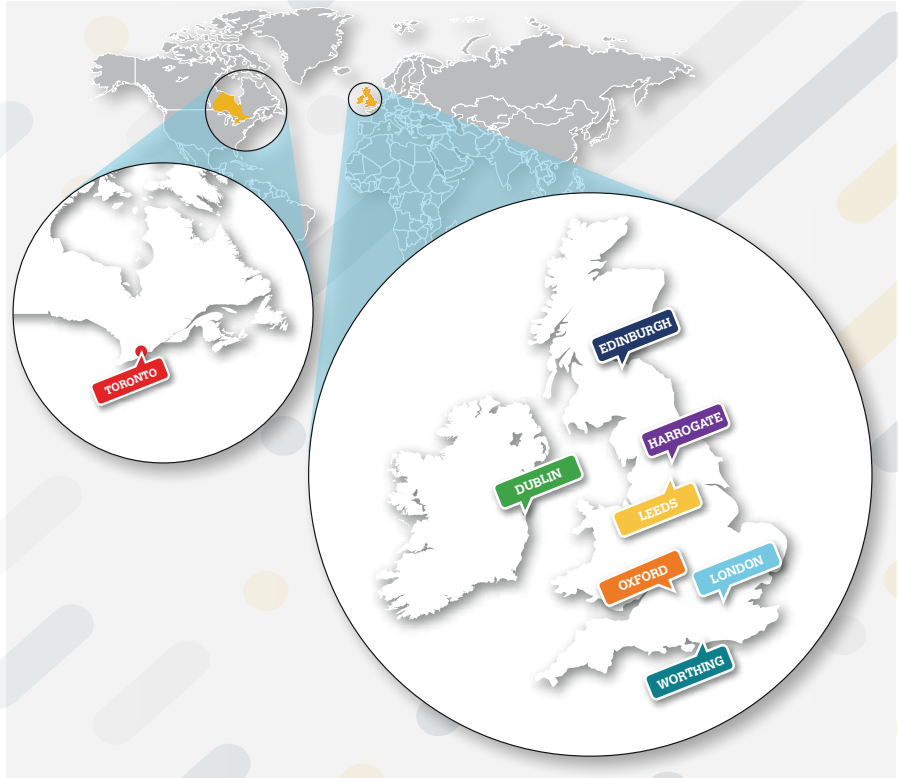 EDINBURGH
TORONTO
HARROGATE
DUBLIN
LEEDS
OXFORD
LONDON
WORTHING